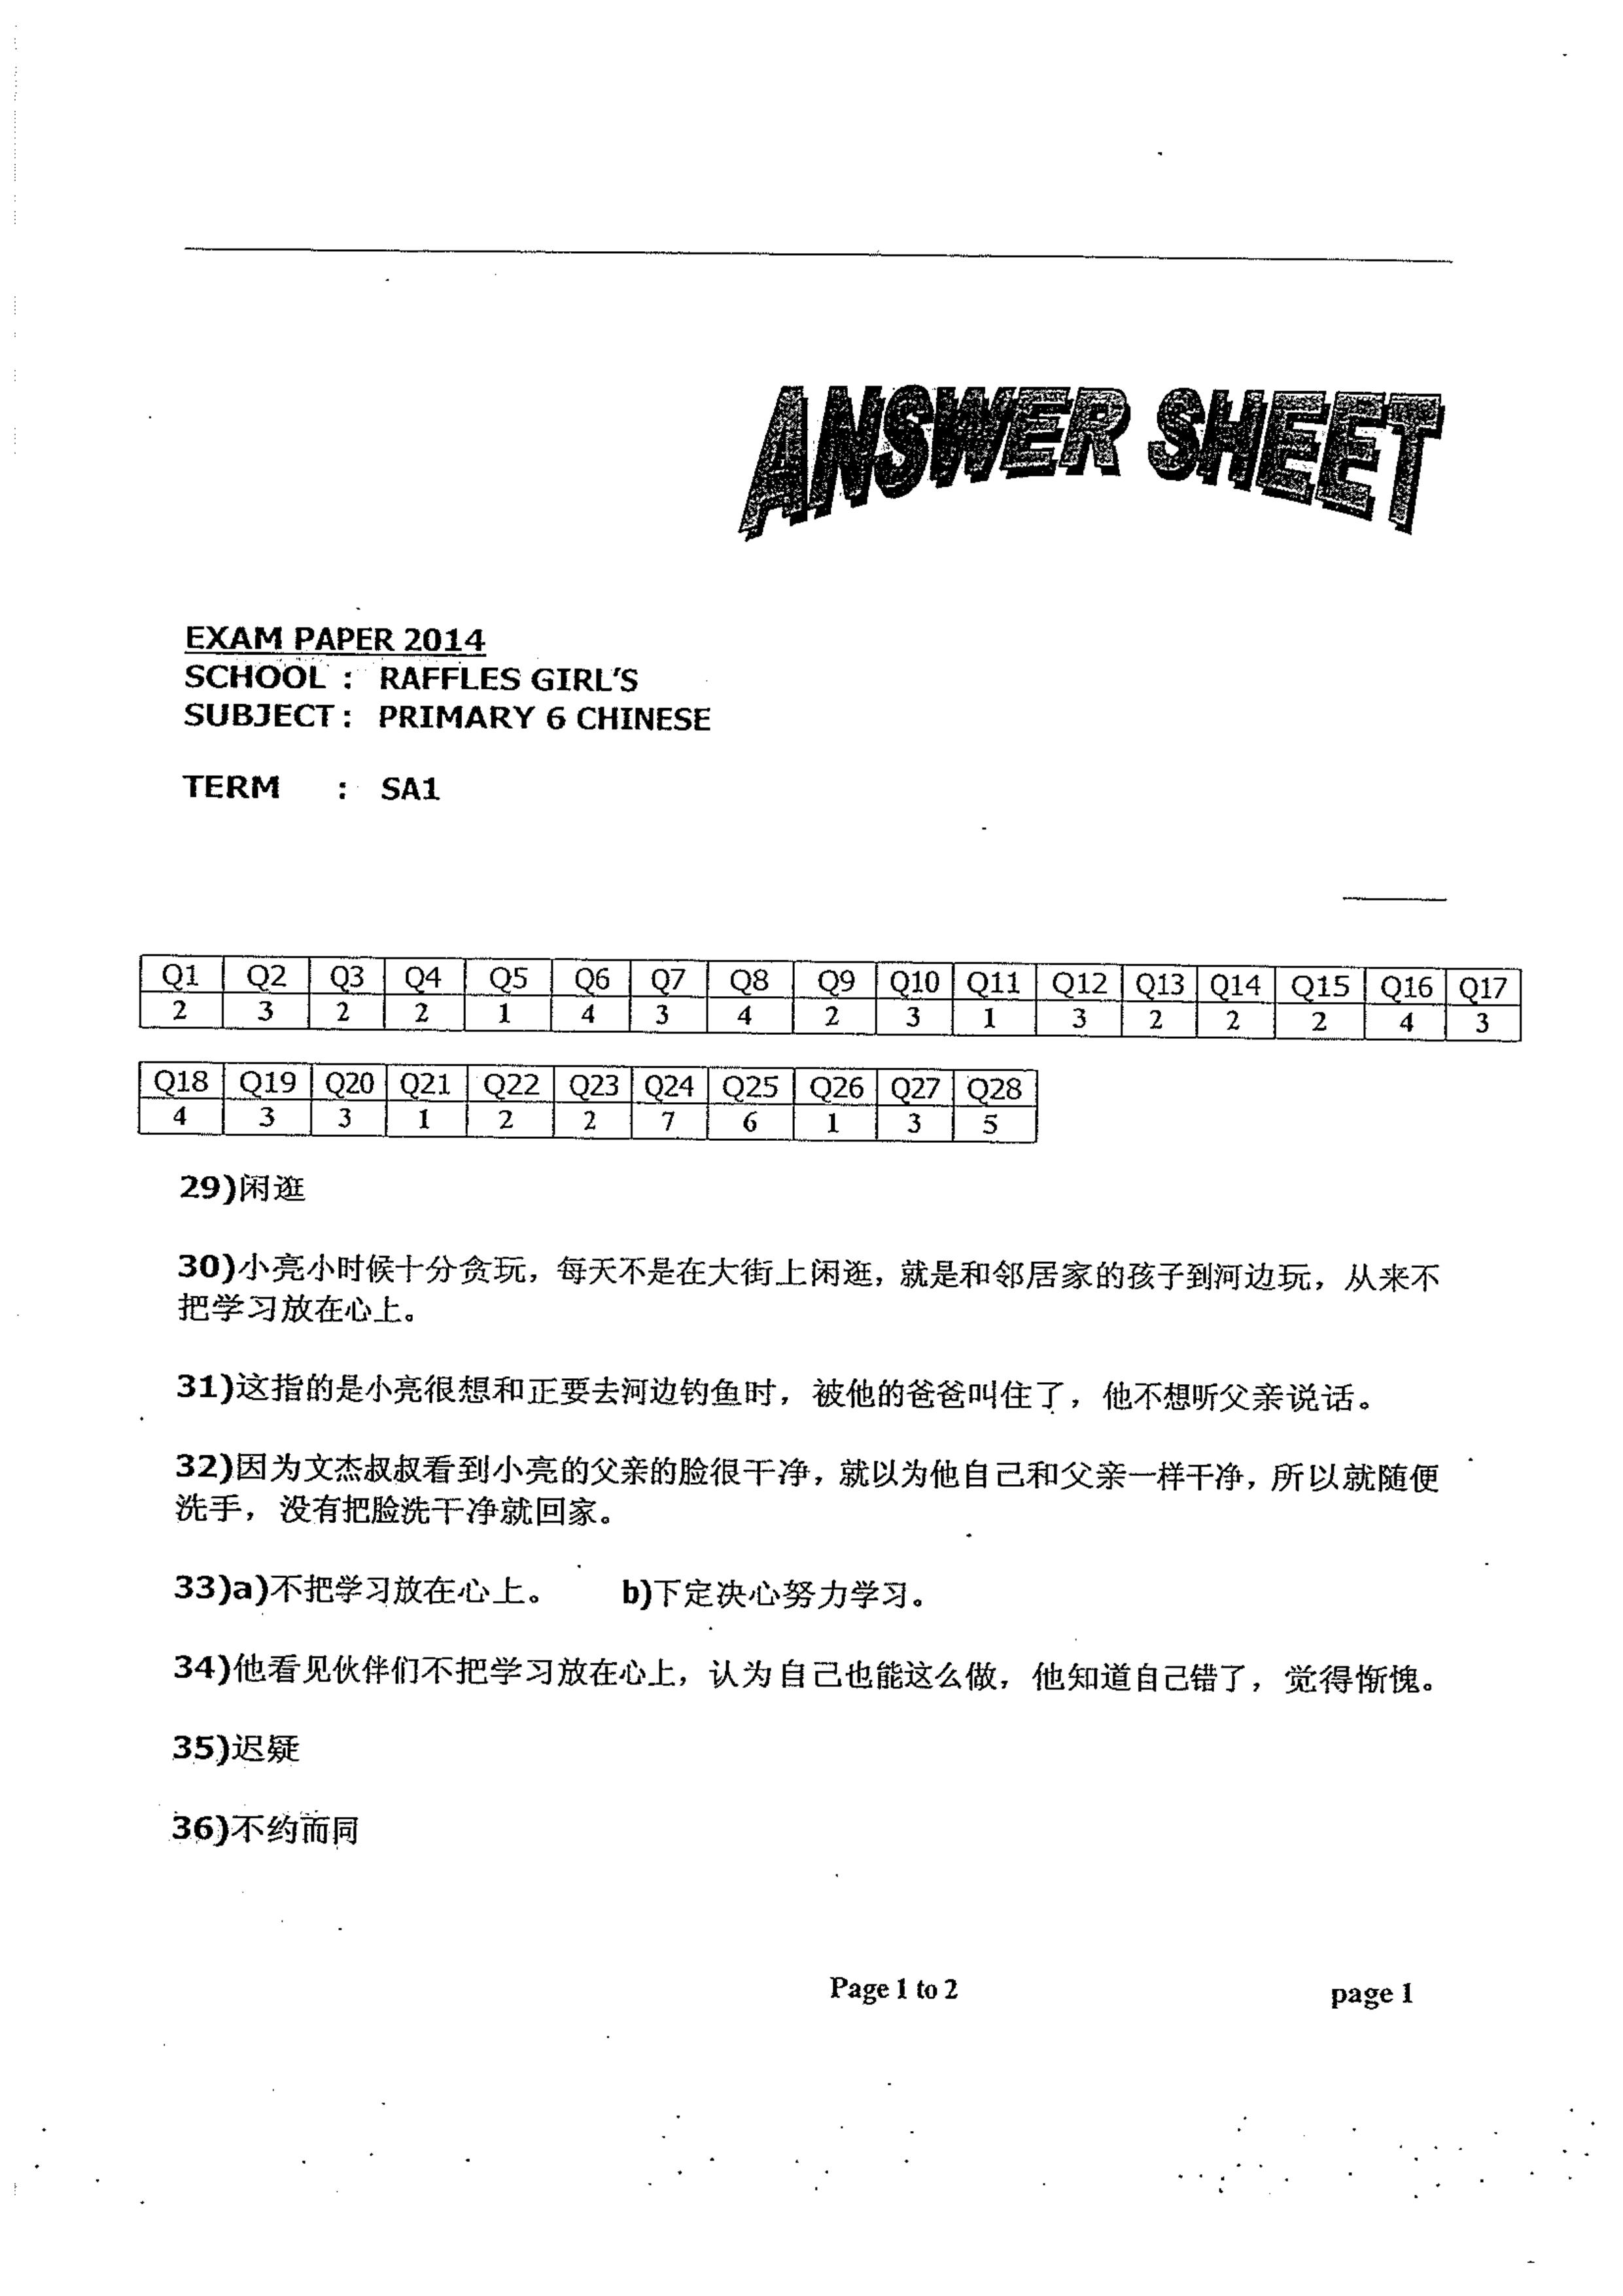 ANSWER SHEET
EXAM PAPER 2014
SCHOOL : RAFFLES GIRL'S
SUBJECT : PRIMARY 6 CHINESE
TERM : SA1
Q1 Q2 Q3 Q4 Q5 Q6 Q7 Q8 Q9 Q10 Q11 Q12 Q13 Q14 Q15 Q16 Q17
2 3 2 2 1 4 3 4 2 3 1 3 2 2 2 4 3
Q18 Q19 Q20 Q21 Q22 Q23 Q24 Q25 Q26 Q27 Q28
4 3 3 1 2 2 7 6 1 3 5
29)闲逛
30)小亮小时候十分贪玩，每天不是在大街上闲逛，就是和邻居家的孩子到河边玩，从来不
把学习放在心上。
31)这指的是小亮很想和正要去河边钓鱼时，被他的爸爸叫住了，他不想听父亲说话。
32)因为文杰叔叔看到小亮的父亲的脸很干净，就以为他自己和父亲一样干净，所以就随便
洗手，没有把脸洗干净就回家。
33)a)不把学习放在心上。 b)下定决心努力学习。
34)他看见伙伴们不把学习放在心上，认为自己也能这么做，他知道自己错了，觉得惭愧。
35)迟疑
36)不约而同
Page 1 to 2 page 1